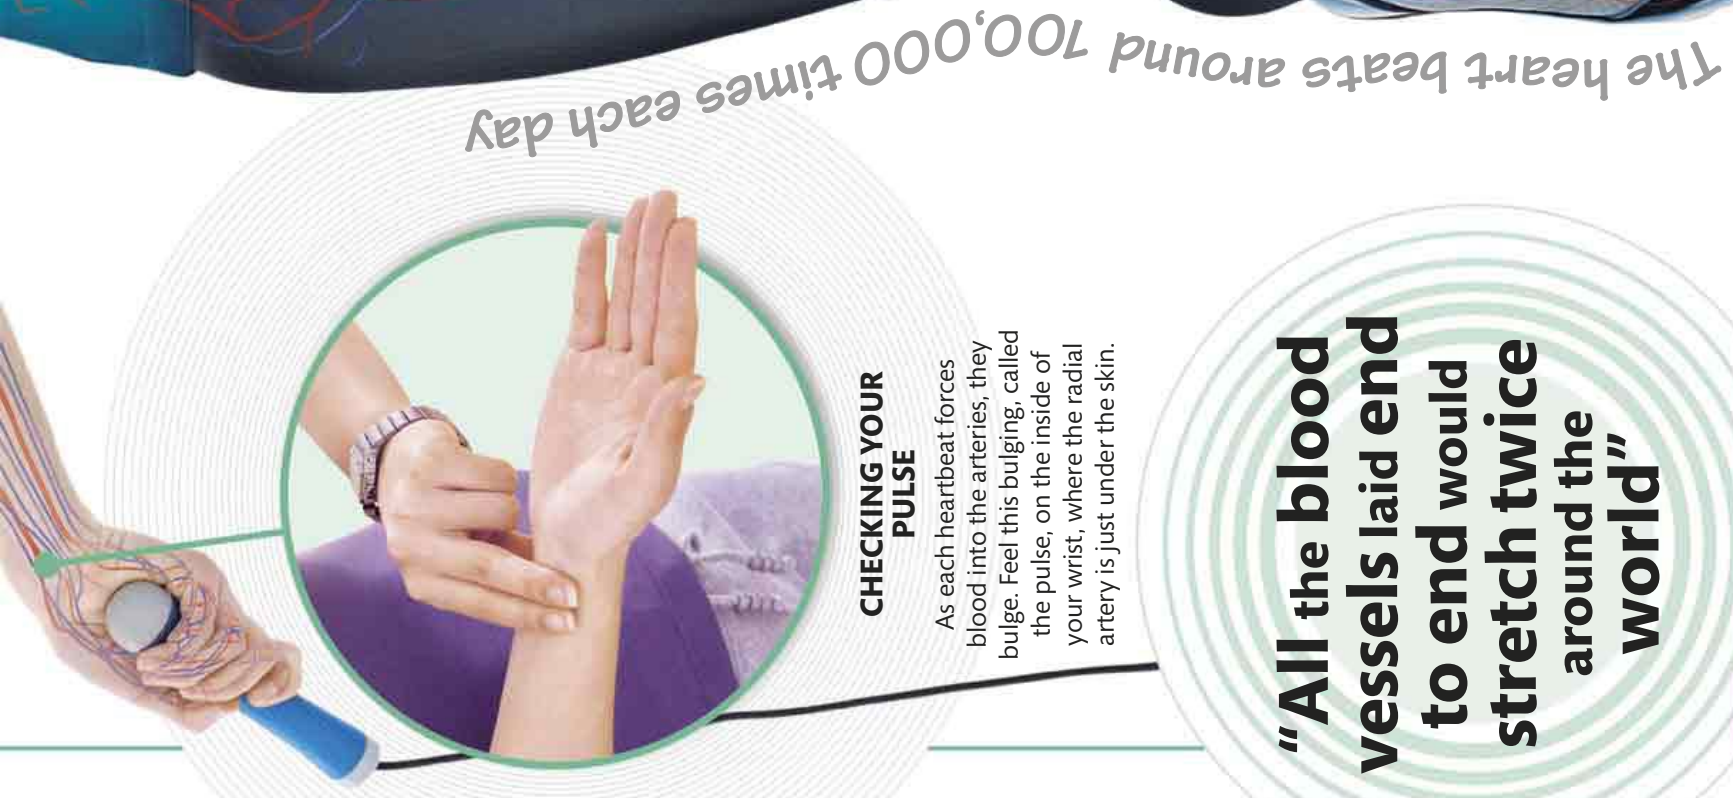 The heart beats around 100,000 times each day
CHECKING YOUR
PULSE
As each heartbeat forces
blood into the arteries, they
bulge. Feel this bulging, called
the pulse, on the inside of
your wrist, where the radial
artery is just under the skin.
“All the blood
vessels laid end
to end would
stretch twice
around the
world”